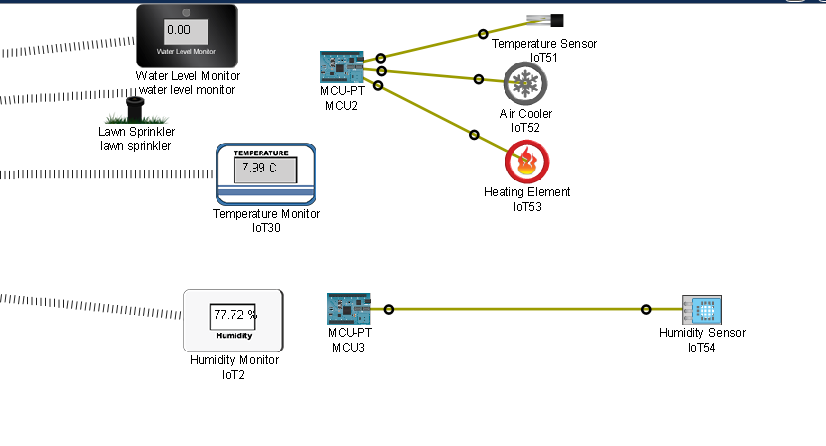 0.00
Water Level Monitor
Water Level Monitor
water level monitor
Lawn Sprinkler
lawn sprinkler
MCU-PT
MCU2
Temperature Sensor
IoT51
Air Cooler
IoT52
Heating Element
IoT53
TEMPERATURE
7.99 C
Temperature Monitor
IoT30
77.72 %
Humidity
Humidity Monitor
IoT2
MCU-PT
MCU3
Humidity Sensor
IoT54